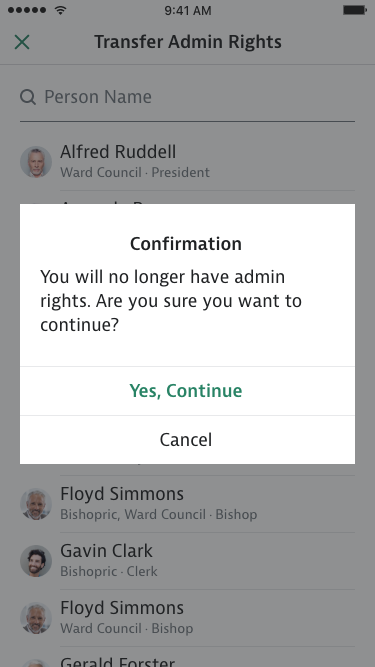 9:41 AM
Transfer Admin Rights
Person Name
Alfred Ruddell
Ward Council · President
Confirmation
You will no longer have admin
rights. Are you sure you want to
continue?
Yes, Continue
Cancel
Floyd Simmons
Bishopric, Ward Council · Bishop
Gavin Clark
Bishopric · Clerk
Floyd Simmons
Ward Council · Bishop
Gerald Forster